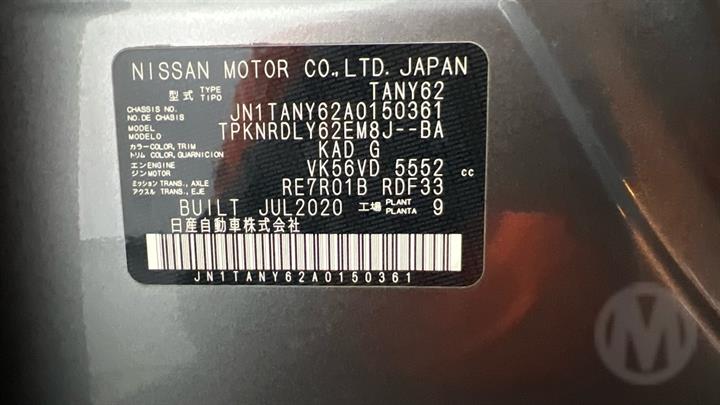 NISSAN MOTOR CO.,LTD. JAPAN
型式 TYPE TIPO TANY62
CHASSIS NO. NO.DE CHASIS JN1TANY62A0150361
MODEL MODELO TPKNRDLY62EM8J--BA
カラー COLOR, TRIM トリム COLOR, GUARNICION KAD G
エンジン ENGINE MOTOR VK56VD 5552 cc
ミッション TRANS., AXLE アクスル TRANS., EJE RE7R01B RDF33
BUILT JUL2020 工場 PLANT PLANTA 9
日産自動車株式会社
JN1TANY62A0150361
M